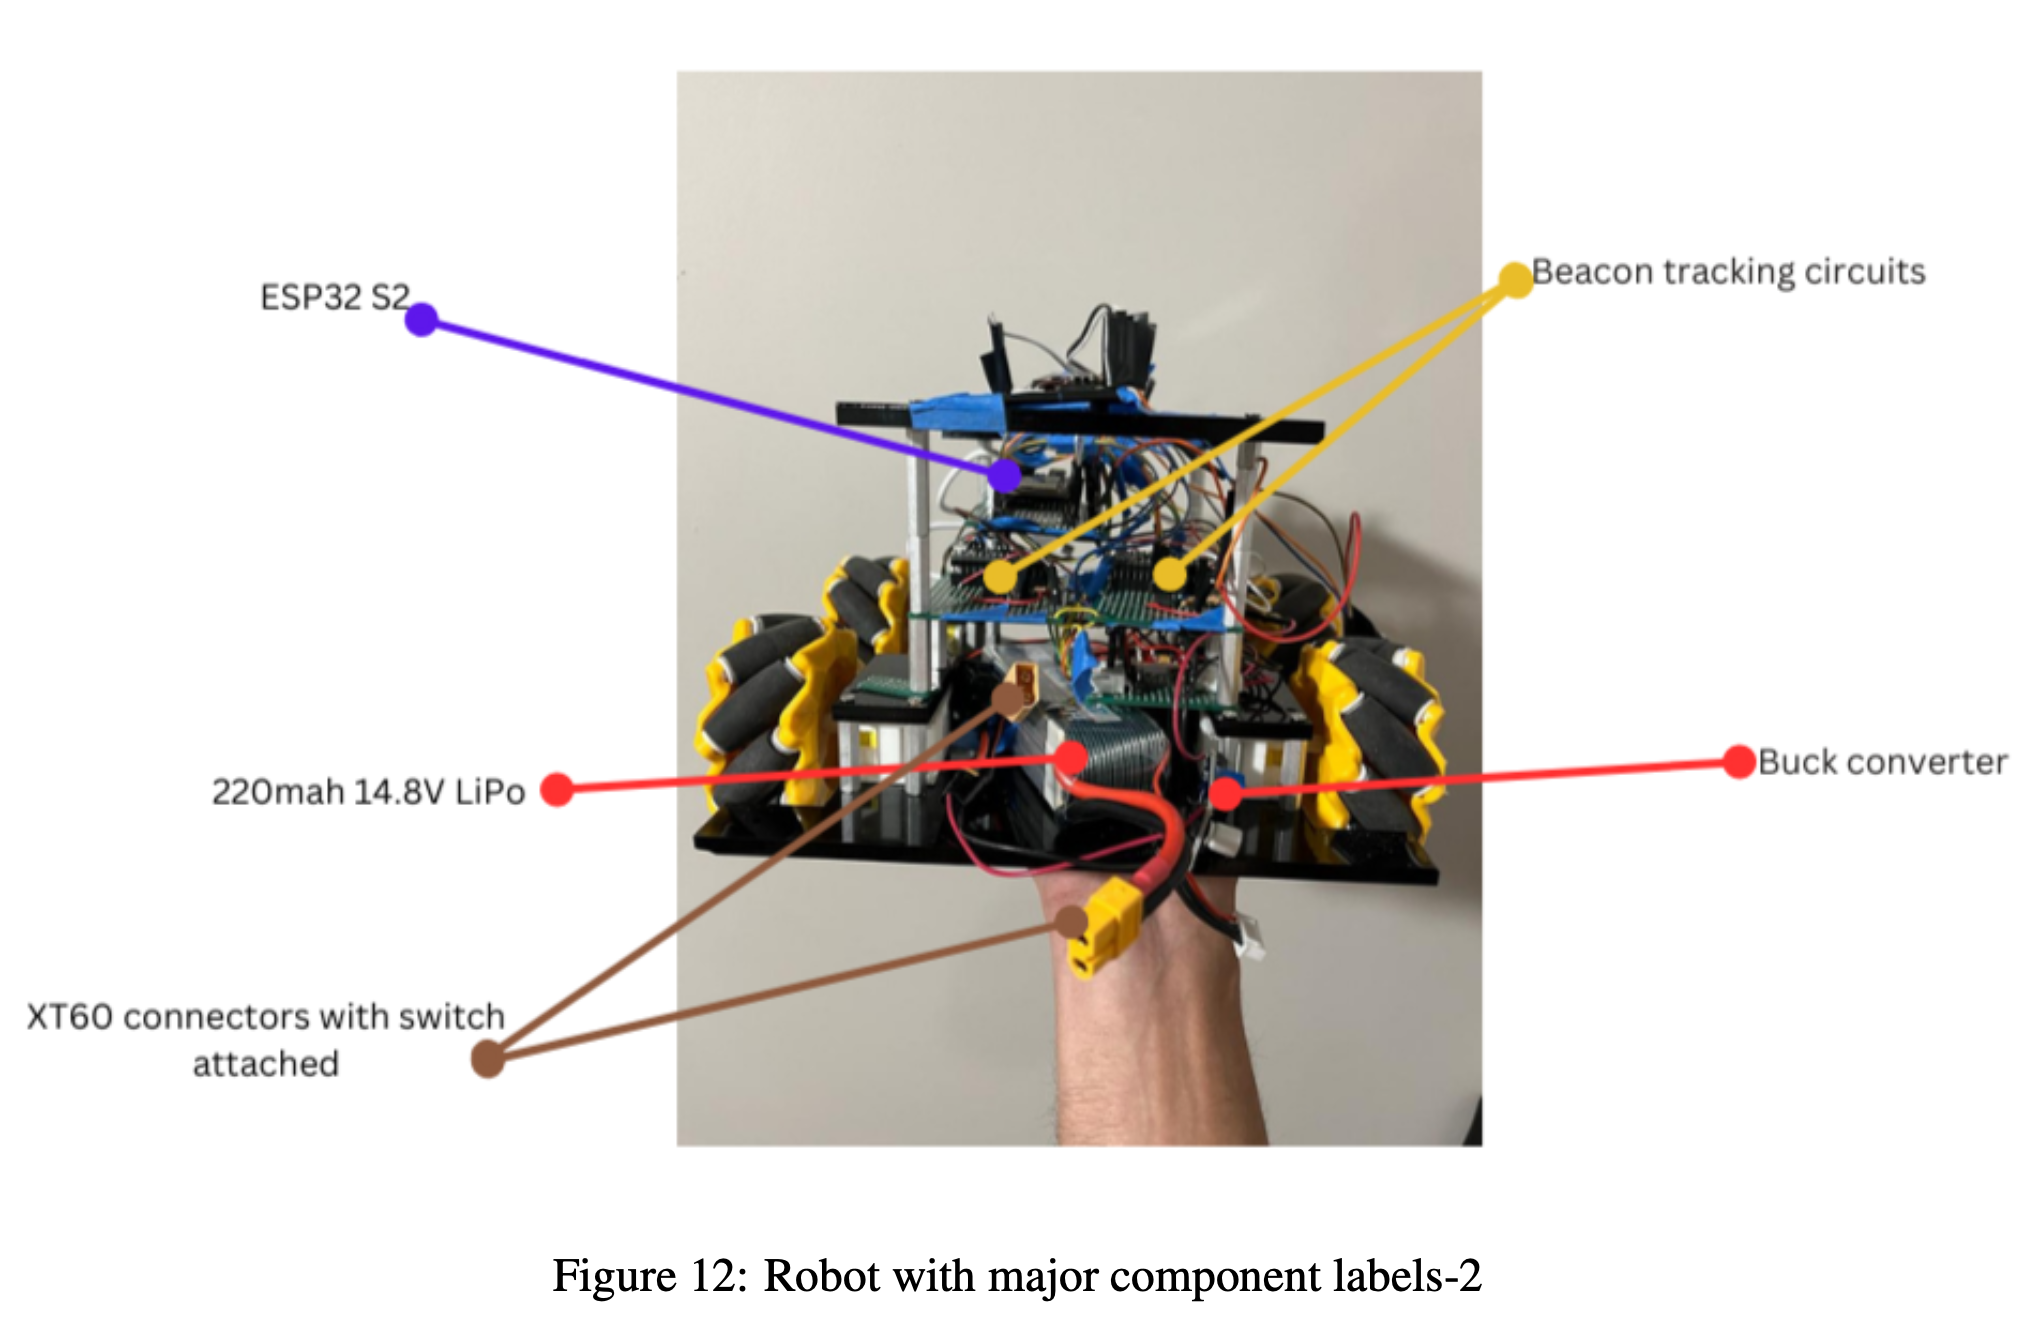 ESP32 S2
Beacon tracking circuits
220mah 14.8V LiPo
Buck converter
XT60 connectors with switch
attached
Figure 12: Robot with major component labels-2